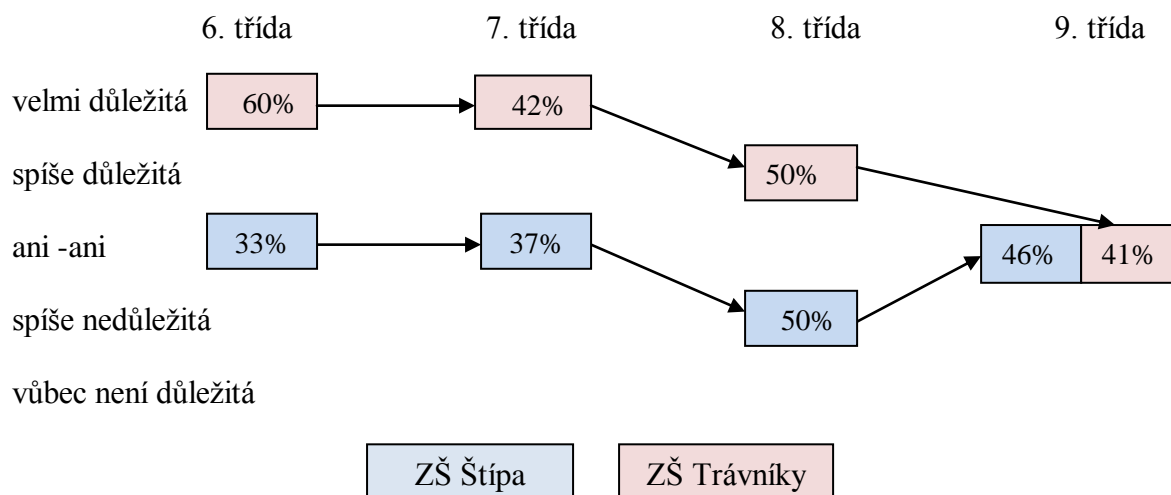 6. třída 7. třída 8. třída 9. třída
velmi důležitá 60% 42%
spíše důležitá 50%
ani -ani 33% 37% 46% 41%
spíše nedůležitá 50%
vůbec není důležitá
ZŠ Štípa ZŠ Trávníky